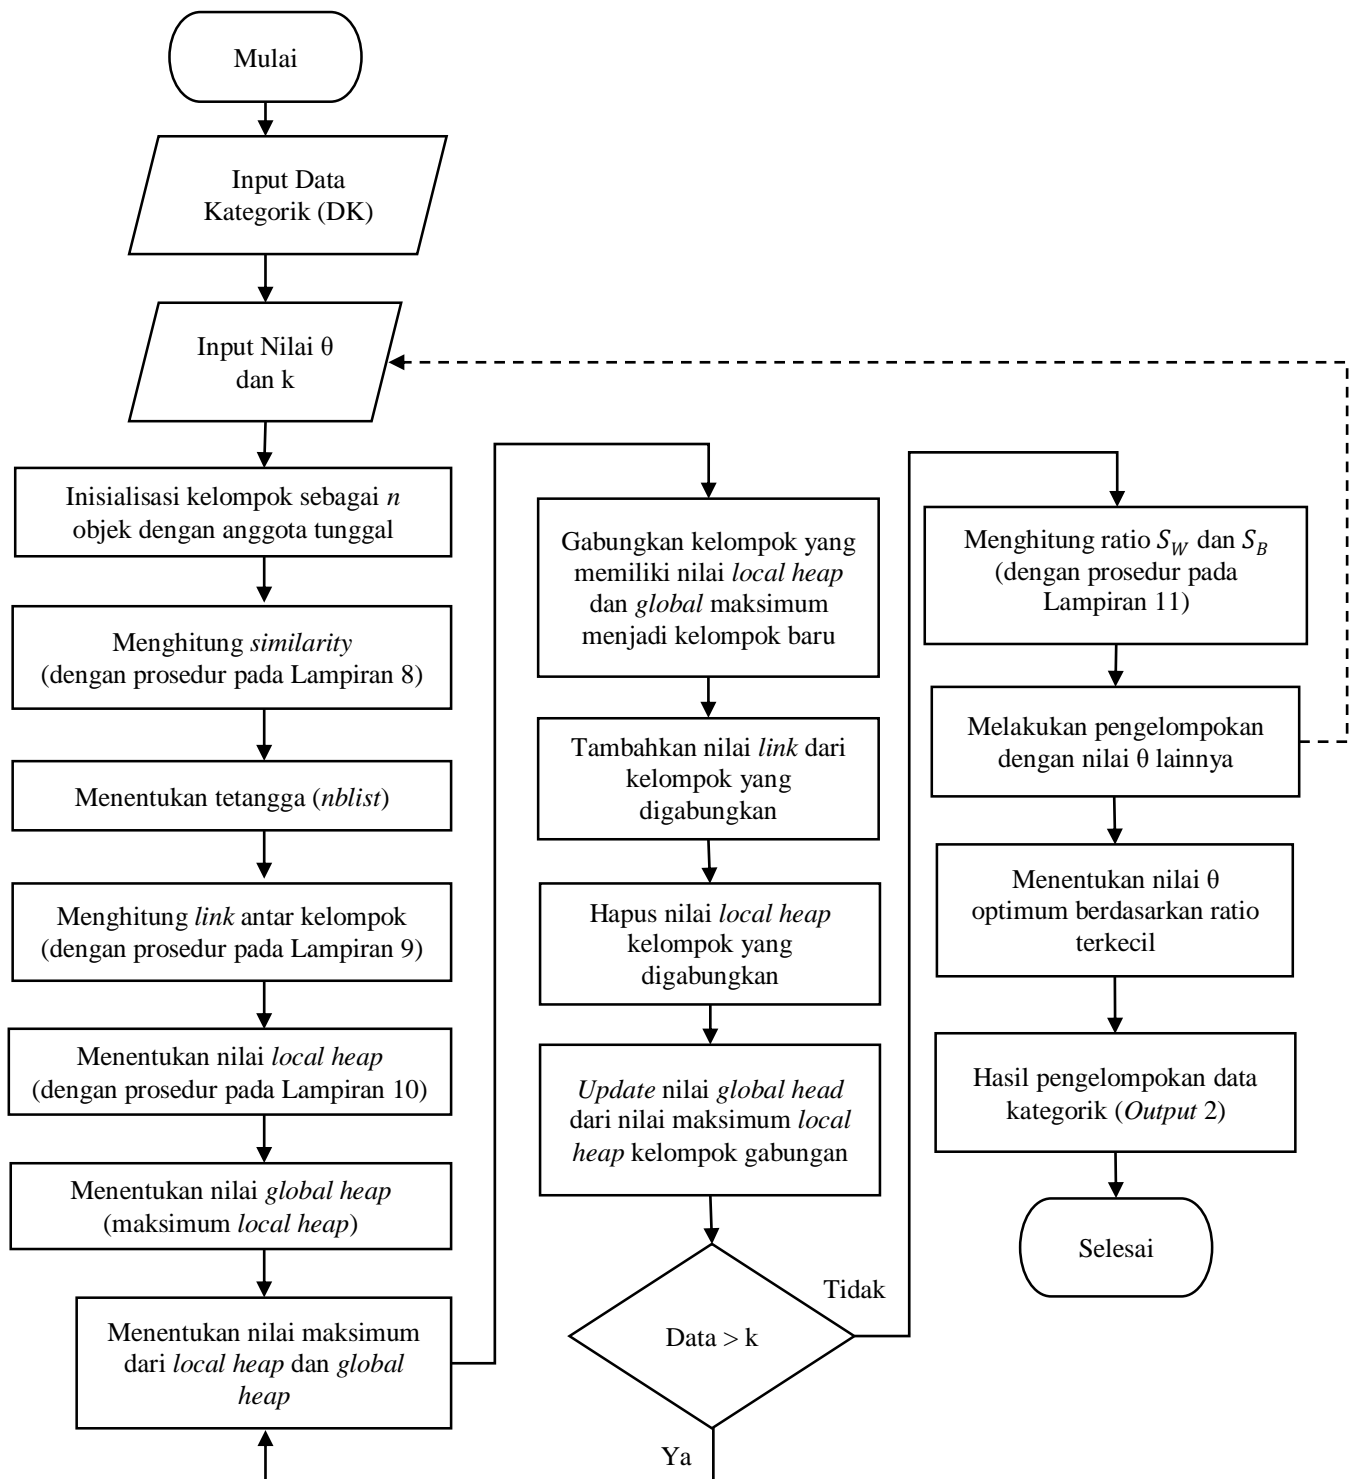 Mulai
Input Data
Kategorik (DK)
Input Nilai θ
dan k
Inisialisasi kelompok sebagai n
objek dengan anggota tunggal
Menghitung similarity
(dengan prosedur pada Lampiran 8)
Menentukan tetangga (nblist)
Menghitung link antar kelompok
(dengan prosedur pada Lampiran 9)
Menentukan nilai local heap
(dengan prosedur pada Lampiran 10)
Menentukan nilai global heap
(maksimum local heap)
Menentukan nilai maksimum
dari local heap dan global
heap
Gabungkan kelompok yang
memiliki nilai local heap
dan global maksimum
menjadi kelompok baru
Tambahkan nilai link dari
kelompok yang
digabungkan
Hapus nilai local heap
kelompok yang
digabungkan
Update nilai global head
dari nilai maksimum local
heap kelompok gabungan
Data > k
Ya
Tidak
Menghitung ratio S_W dan S_B
(dengan prosedur pada
Lampiran 11)
Melakukan pengelompokan
dengan nilai θ lainnya
Menentukan nilai θ
optimum berdasarkan ratio
terkecil
Hasil pengelompokan data
kategorik (Output 2)
Selesai